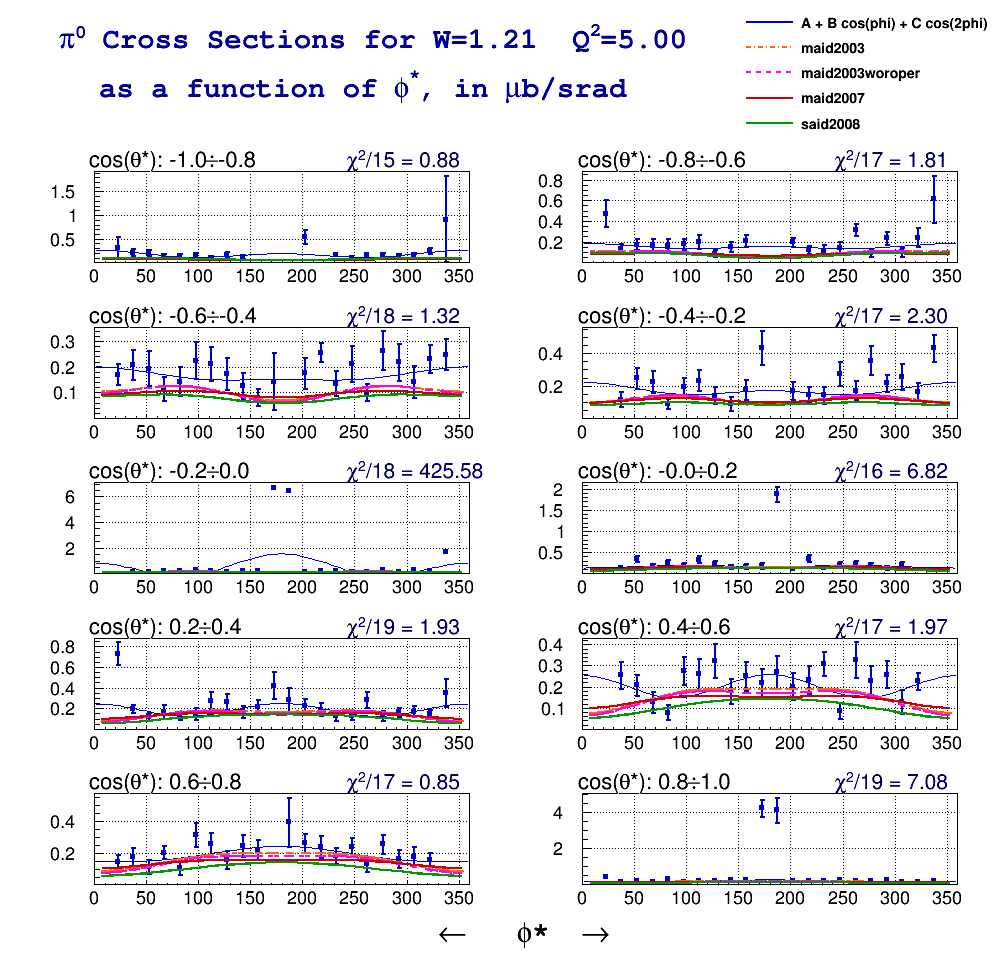 π⁰ Cross Sections for W=1.21 Q²=5.00
as a function of ϕ*, in μb/srad
A + B cos(phi) + C cos(2phi)
maid2003
maid2003woroper
maid2007
said2008
cos(θ*): -1.0÷-0.8 χ²/15 = 0.88
1.5
1
0.5
0 50 100 150 200 250 300 350
cos(θ*): -0.8÷-0.6 χ²/17 = 1.81
0.8
0.6
0.4
0.2
0 50 100 150 200 250 300 350
cos(θ*): -0.6÷-0.4 χ²/18 = 1.32
0.3
0.2
0.1
0 50 100 150 200 250 300 350
cos(θ*): -0.4÷-0.2 χ²/17 = 2.30
0.4
0.2
0 50 100 150 200 250 300 350
cos(θ*): -0.2÷0.0 χ²/18 = 425.58
6
4
2
0 50 100 150 200 250 300 350
cos(θ*): -0.0÷0.2 χ²/16 = 6.82
2
1.5
1
0.5
0 50 100 150 200 250 300 350
cos(θ*): 0.2÷0.4 χ²/19 = 1.93
0.8
0.6
0.4
0.2
0 50 100 150 200 250 300 350
cos(θ*): 0.4÷0.6 χ²/17 = 1.97
0.4
0.3
0.2
0.1
0 50 100 150 200 250 300 350
cos(θ*): 0.6÷0.8 χ²/17 = 0.85
0.4
0.2
0 50 100 150 200 250 300 350
cos(θ*): 0.8÷1.0 χ²/19 = 7.08
4
2
0 50 100 150 200 250 300 350
← ϕ* →